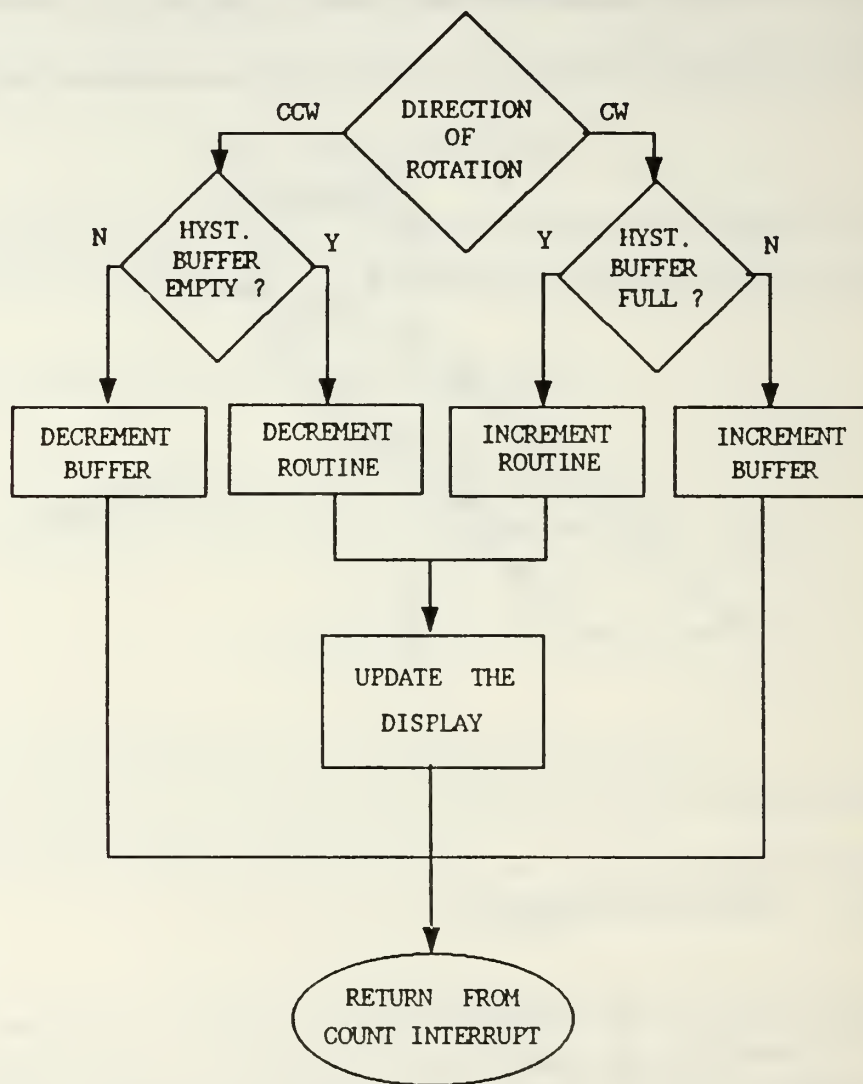 DIRECTION
OF
ROTATION
CCW
CW
HYST.
BUFFER
EMPTY ?
N
Y
HYST.
BUFFER
FULL ?
Y
N
DECREMENT
BUFFER
DECREMENT
ROUTINE
INCREMENT
ROUTINE
INCREMENT
BUFFER
UPDATE THE
DISPLAY
RETURN FROM
COUNT INTERRUPT